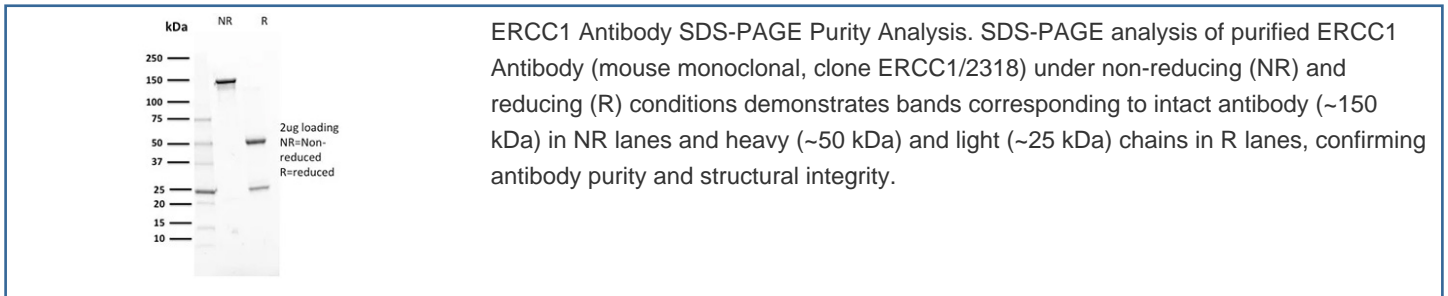 kDa NR R
250
150
100
75
50
37
25
20
15
10
2ug loading
NR=Non-
reduced
R=reduced
ERCC1 Antibody SDS-PAGE Purity Analysis. SDS-PAGE analysis of purified ERCC1
Antibody (mouse monoclonal, clone ERCC1/2318) under non-reducing (NR) and
reducing (R) conditions demonstrates bands corresponding to intact antibody (~150
kDa) in NR lanes and heavy (~50 kDa) and light (~25 kDa) chains in R lanes, confirming
antibody purity and structural integrity.